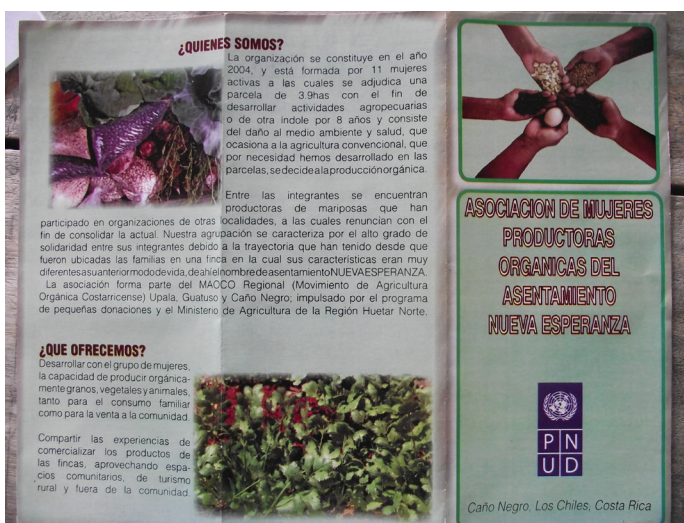 ¿QUIENES SOMOS?
La organización se constituye en el año
2004, y está formada por 11 mujeres
activas a las cuales se adjudica una
parcela de 3.9has con el fin de
desarrollar actividades agropecuarias
o de otra indole por 8 años y consiste
del daño al medio ambiente y salud, que
ocasiona a la agricultura convencional, que
por necesidad hemos desarrollado en las
parcelas, se decide a la producción orgánica.
Entre las integrantes se encuentran
productoras de mariposas que han
participado en organizaciones de otras localidades, a las cuales renuncian con el
fin de consolidar la actual. Nuestra agrupación se caracteriza por el alto grado de
solidaridad entre sus integrantes debido a la trayectoria que han tenido desde que
fueron ubicadas las familias en una finca en la cual sus características eran muy
diferentes a su anterior modo de vida, de ahí el nombre de asentamiento NUEVA ESPERANZA.
La asociación forma parte del MAOCO Regional (Movimiento de Agricultura
Orgánica Costarricense) Upala, Guatuso y Caño Negro; impulsado por el programa
de pequeñas donaciones y el Ministerio de Agricultura de la Región Huetar Norte.
¿QUE OFRECEMOS?
Desarrollar con el grupo de mujeres,
la capacidad de producir orgánica-
mente granos, vegetales y animales,
tanto para el consumo familiar
como para la venta a la comunidad.
Compartir las experiencias de
comercializar los productos de
las fincas, aprovechando espa-
cios comunitarios, de turismo
rural y fuera de la comunidad.
ASOCIACION DE MUJERES
PRODUCTORAS
ORGANICAS DEL
ASENTAMIENTO
NUEVA ESPERANZA
P N
U D
Caño Negro, Los Chiles, Costa Rica